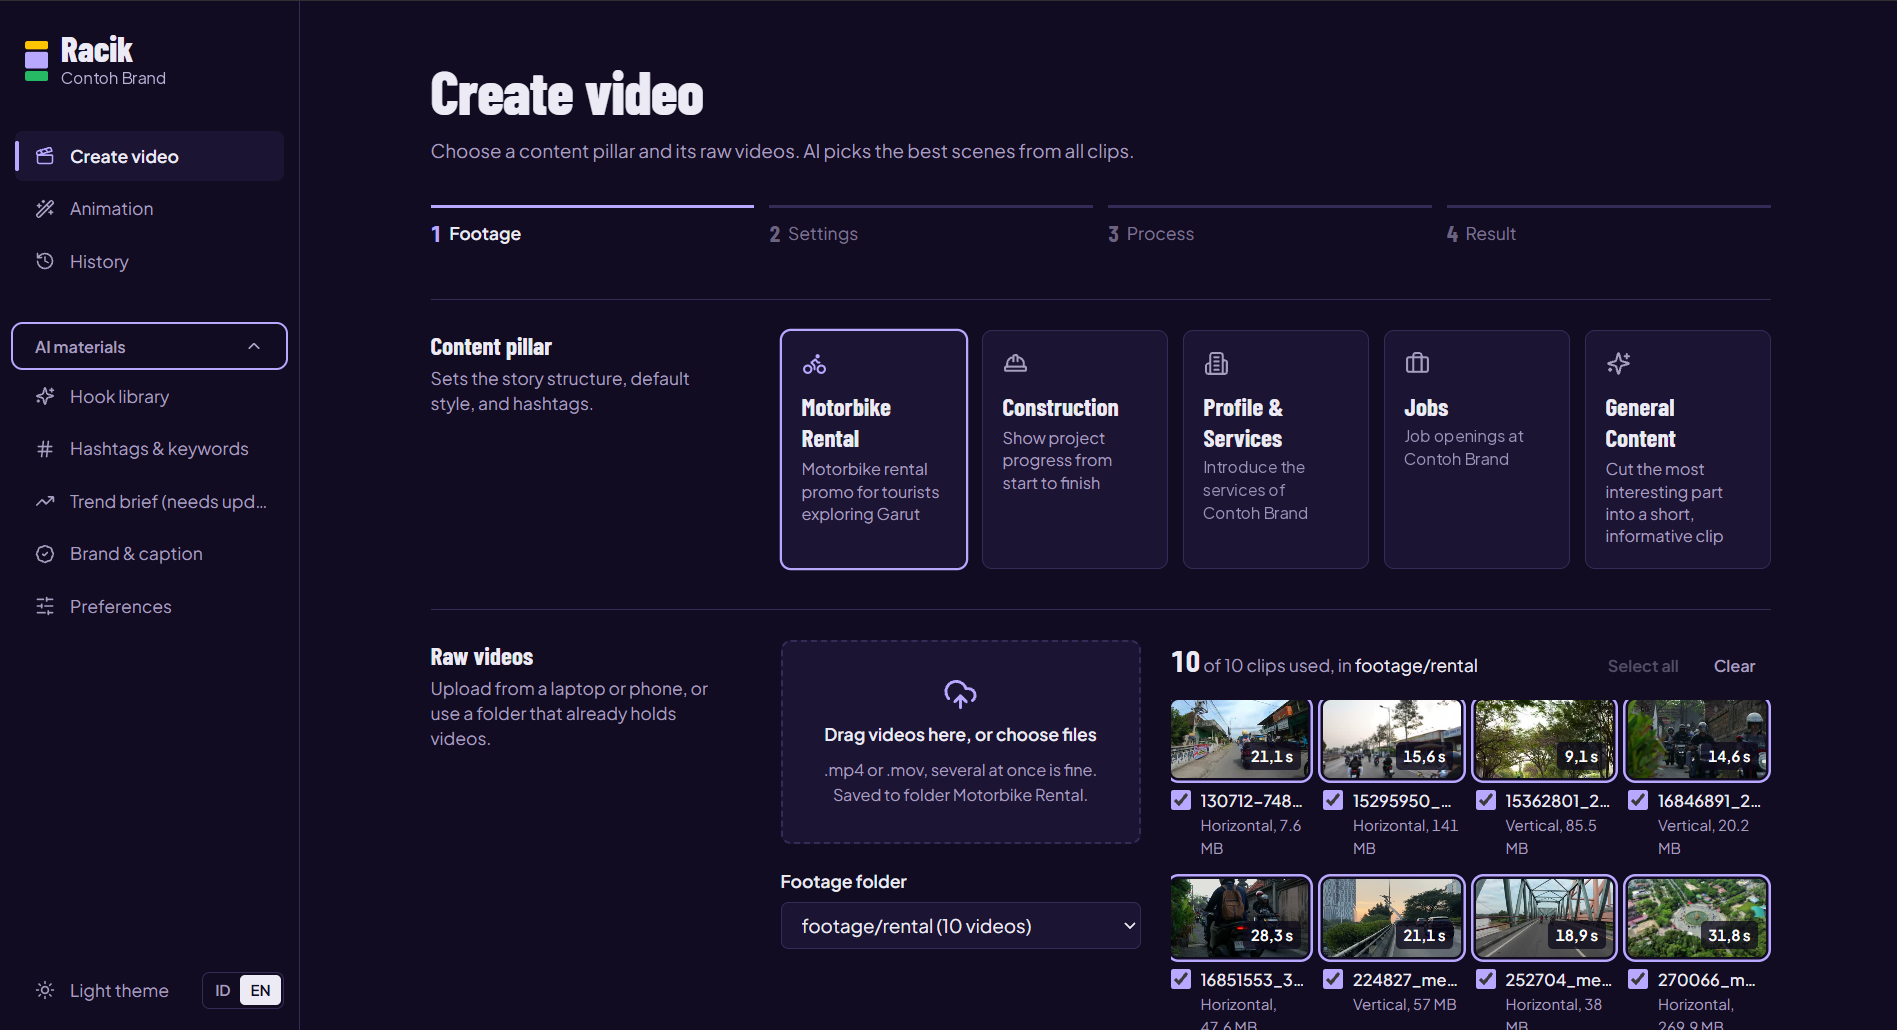 Racik
Contoh Brand
Create video
Animation
History
AI materials
Hook library
Hashtags & keywords
Trend brief (needs upd...
Brand & caption
Preferences
Light theme
ID EN
Create video
Choose a content pillar and its raw videos. AI picks the best scenes from all clips.
1 Footage
2 Settings
3 Process
4 Result
Content pillar
Sets the story structure, default
style, and hashtags.
Motorbike
Rental
Motorbike rental
promo for tourists
exploring Garut
Construction
Show project
progress from
start to finish
Profile &
Services
Introduce the
services of
Contoh Brand
Jobs
Job openings at
Contoh Brand
General
Content
Cut the most
interesting part
into a short,
informative clip
Raw videos
Upload from a laptop or phone, or
use a folder that already holds
videos.
Drag videos here, or choose files
.mp4 or .mov, several at once is fine.
Saved to folder Motorbike Rental.
Footage folder
footage/rental (10 videos)
10 of 10 clips used, in footage/rental
Select all
Clear
21,1 s
15,6 s
9,1 s
14,6 s
130712-748...
Horizontal, 7.6
MB
15295950_...
Horizontal, 141
MB
15362801_2...
Vertical, 85.5
MB
16846891_2...
Vertical, 20.2
MB
28,3 s
21,1 s
18,9 s
31,8 s
16851553_3...
Horizontal,
47.6 MB
224827_me...
Vertical, 57 MB
252704_me...
Horizontal, 38
MB
270066_m...
Horizontal,
269.9 MB